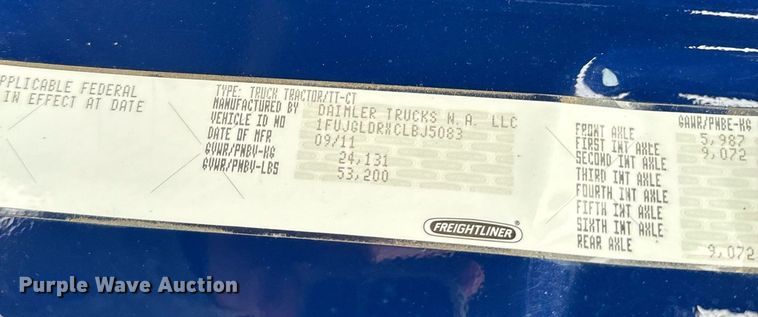 PPLICABLE FEDERAL
IN EFFECT AT DATE
TYPE: TRUCK TRACTOR/TT-CT
MANUFACTURED BY DAIMLER TRUCKS N.A. LLC
VEHICLE ID NO 1FUJGLDRXCLBJ5083
DATE OF MFR 09/11
GVWR/PNBV-KG 24,131
GVWR/PNBV-LBS 53,200
FREIGHTLINER
GAWR/PNBE-KG
FRONT AXLE 5,987
FIRST INT AXLE 9,072
SECOND INT AXLE
THIRD INT AXLE
FOURTH INT AXLE
FIFTH INT AXLE
SIXTH INT AXLE
REAR AXLE 9,072
Purple Wave Auction